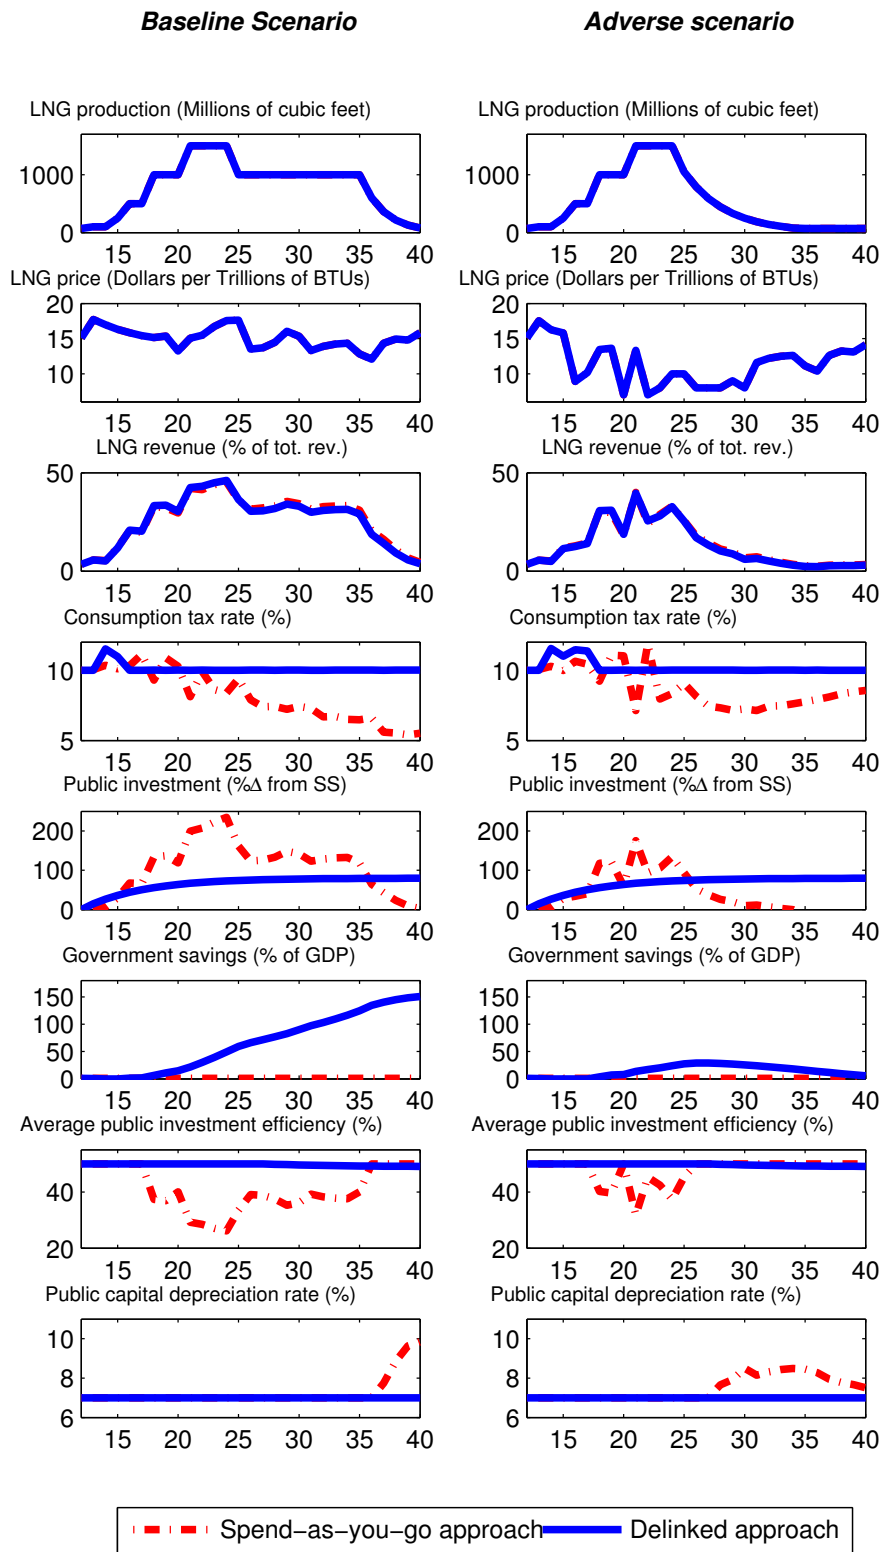 Baseline Scenario
Adverse scenario
LNG production (Millions of cubic feet)
1000
0
15 20 25 30 35 40
LNG production (Millions of cubic feet)
1000
0
15 20 25 30 35 40
LNG price (Dollars per Trillions of BTUs)
20
15
10
15 20 25 30 35 40
LNG price (Dollars per Trillions of BTUs)
20
15
10
15 20 25 30 35 40
LNG revenue (% of tot. rev.)
50
0
15 20 25 30 35 40
LNG revenue (% of tot. rev.)
50
0
15 20 25 30 35 40
Consumption tax rate (%)
10
5
15 20 25 30 35 40
Consumption tax rate (%)
10
5
15 20 25 30 35 40
Public investment (%Δ from SS)
200
100
0
15 20 25 30 35 40
Public investment (%Δ from SS)
200
100
0
15 20 25 30 35 40
Government savings (% of GDP)
150
100
50
0
15 20 25 30 35 40
Government savings (% of GDP)
150
100
50
0
15 20 25 30 35 40
Average public investment efficiency (%)
40
20
15 20 25 30 35 40
Average public investment efficiency (%)
40
20
15 20 25 30 35 40
Public capital depreciation rate (%)
10
8
6
15 20 25 30 35 40
Public capital depreciation rate (%)
10
8
6
15 20 25 30 35 40
Spend−as−you−go approach
Delinked approach